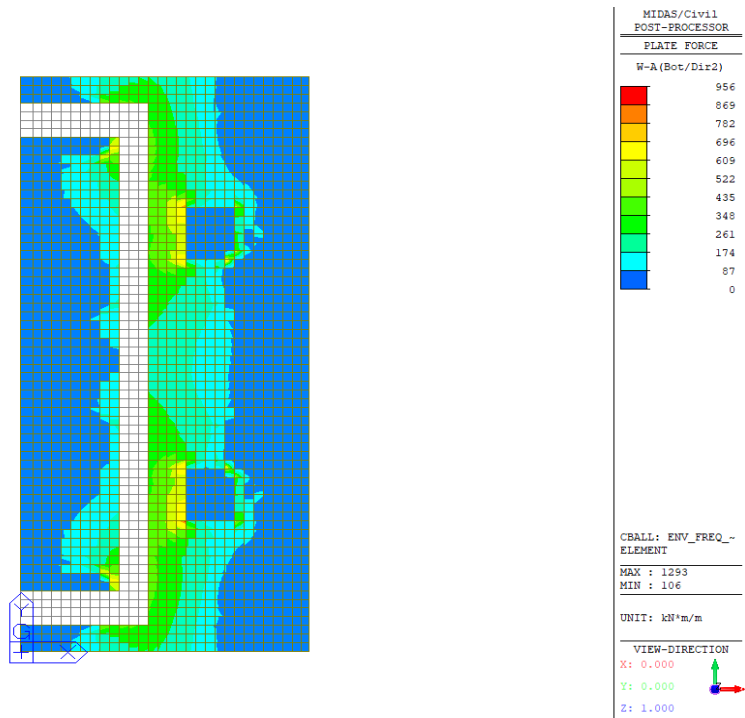 MIDAS/Civil
POST-PROCESSOR
PLATE FORCE
W-A(Bot/Dir2)
956
869
782
696
609
522
435
348
261
174
87
0
CBALL: ENV_FREQ_~
ELEMENT
MAX : 1293
MIN : 106
UNIT: kN*m/m
VIEW-DIRECTION
X: 0.000
Y: 0.000
Z: 1.000
Y
X